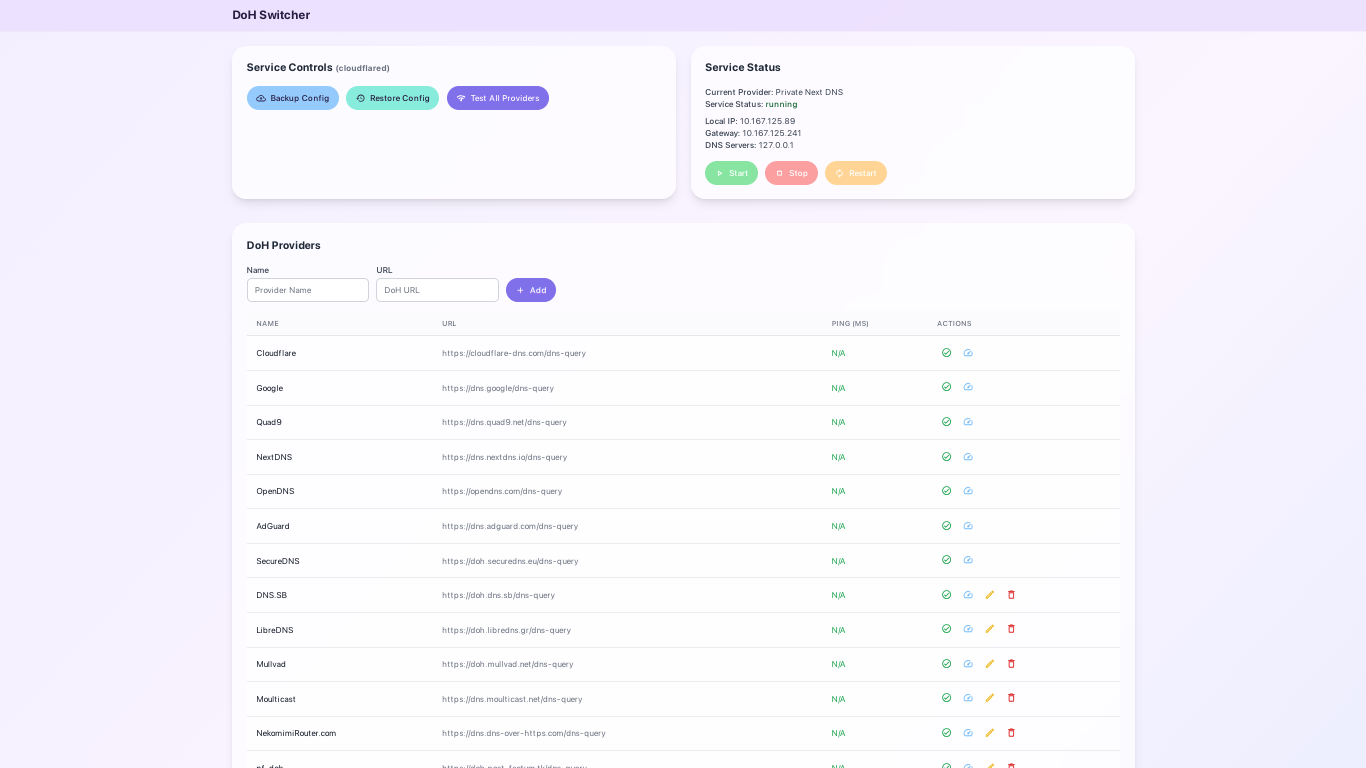 DoH Switcher
Service Controls (cloudflared)
Backup Config
Restore Config
Test All Providers
Service Status
Current Provider: Private Next DNS
Service Status: running
Local IP: 10.167.125.89
Gateway: 10.167.125.241
DNS Servers: 127.0.0.1
Start
Stop
Restart
DoH Providers
Name
URL
Provider Name
DoH URL
Add
NAME URL PING (MS) ACTIONS
Cloudflare https://cloudflare-dns.com/dns-query N/A
Google https://dns.google/dns-query N/A
Quad9 https://dns.quad9.net/dns-query N/A
NextDNS https://dns.nextdns.io/dns-query N/A
OpenDNS https://opendns.com/dns-query N/A
AdGuard https://dns.adguard.com/dns-query N/A
SecureDNS https://doh.securedns.eu/dns-query N/A
DNS.SB https://doh.dns.sb/dns-query N/A
LibreDNS https://doh.libredns.gr/dns-query N/A
Mullvad https://doh.mullvad.net/dns-query N/A
Moulticast https://dns.moulticast.net/dns-query N/A
NekomimiRouter.com https://dns.dns-over-https.com/dns-query N/A